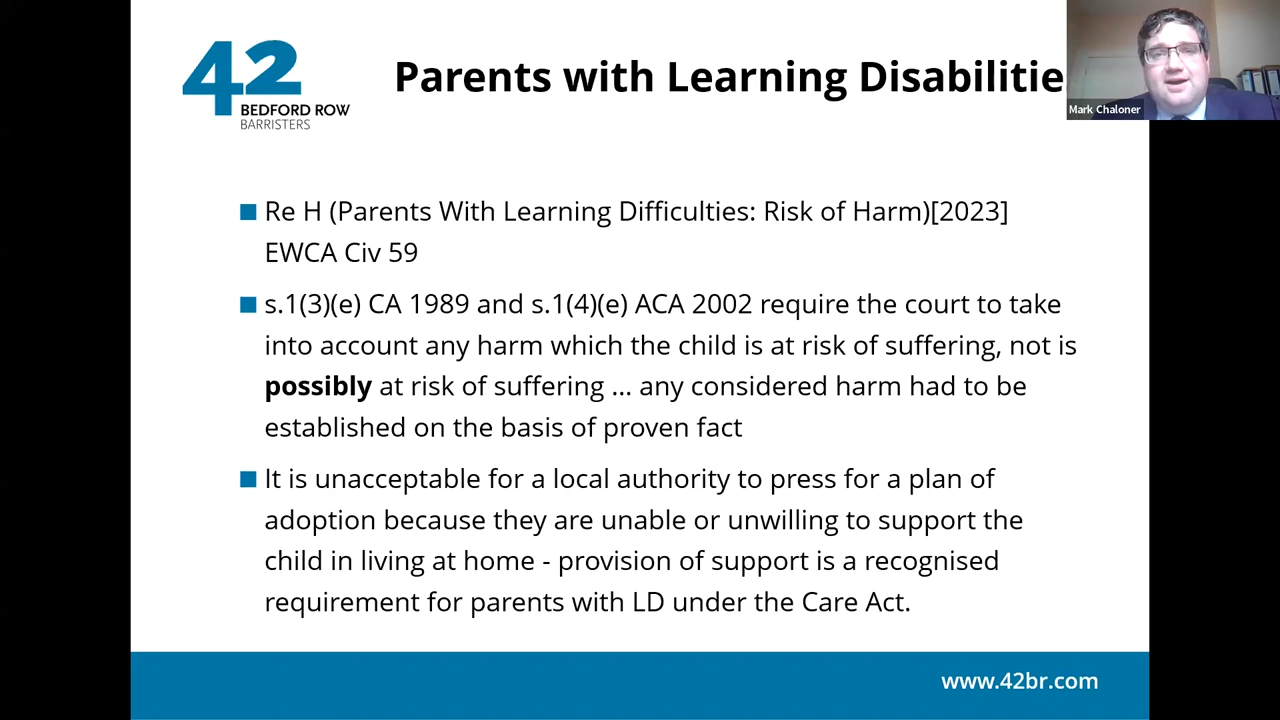 42
BEDFORD ROW
BARRISTERS
Parents with Learning Disabilitie
Mark Chaloner
Re H (Parents With Learning Difficulties: Risk of Harm)[2023]
EWCA Civ 59
s.1(3)(e) CA 1989 and s.1(4)(e) ACA 2002 require the court to take
into account any harm which the child is at risk of suffering, not is
possibly at risk of suffering ... any considered harm had to be
established on the basis of proven fact
It is unacceptable for a local authority to press for a plan of
adoption because they are unable or unwilling to support the
child in living at home - provision of support is a recognised
requirement for parents with LD under the Care Act.
www.42br.com